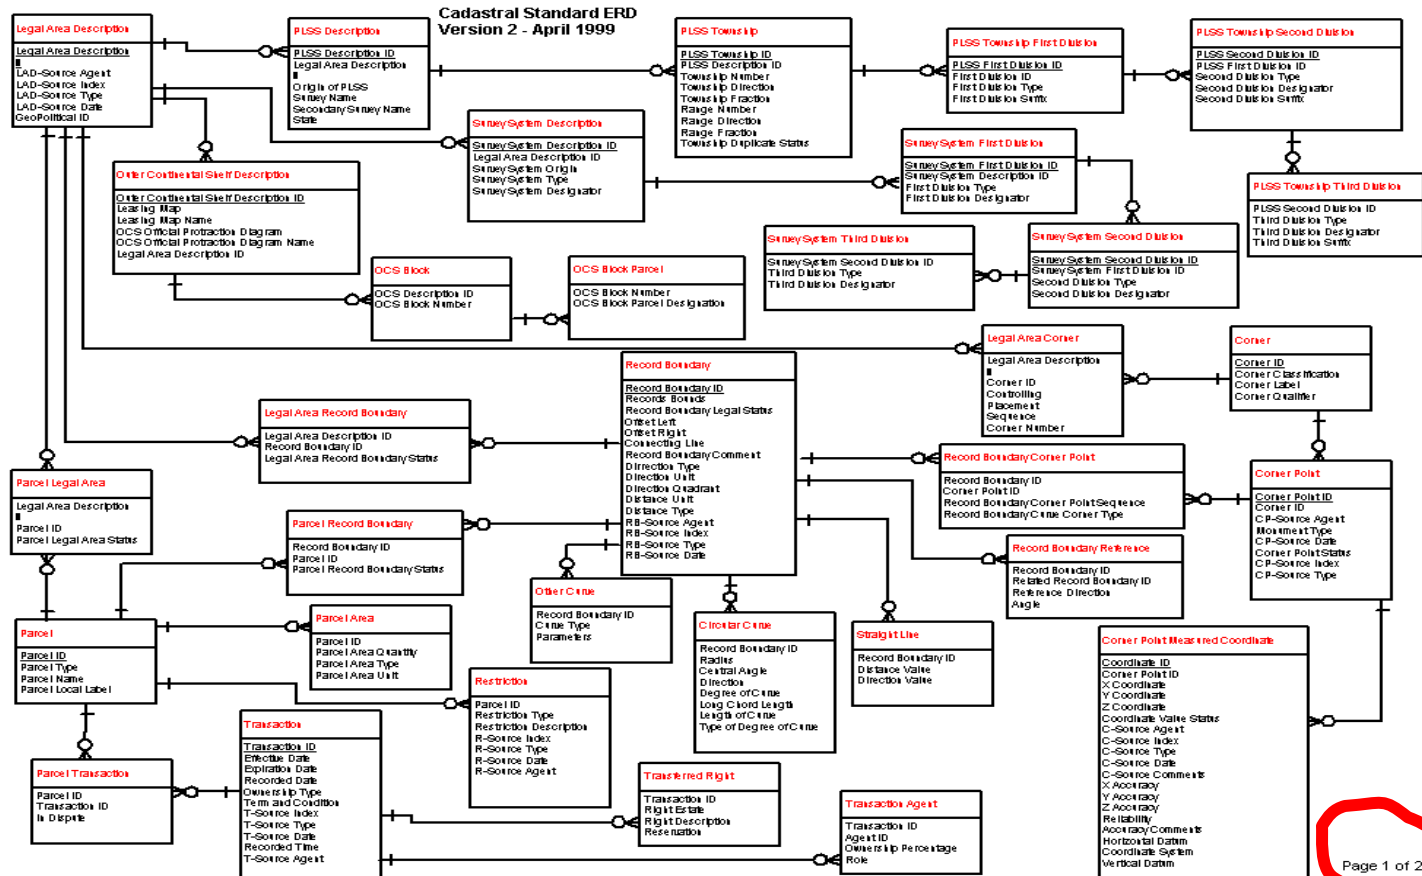 Cadastral Standard ERD
Version 2 - April 1999
Legal Area Description
Legal Area Description
LAD-Source Agent
LAD-Source Index
LAD-Source Type
LAD-Source Date
GeoPolitical ID
PLSS Description
PLSS Description ID
Legal Area Description
Origin of PLSS
Survey Name
Secondary Survey Name
State
PLSS Township
PLSS Township ID
PLSS Description ID
Township Number
Township Direction
Township Fraction
Range Number
Range Direction
Range Fraction
Township Duplicate Status
PLSS Township First Division
PLSS First Division ID
First Division ID
First Division Type
First Division Suffix
PLSS Township Second Division
PLSS Second Division ID
PLSS First Division ID
Second Division Type
Second Division Designator
Second Division Suffix
Survey System Description
Survey System Description ID
Legal Area Description ID
Survey System Origin
Survey System Type
Survey System Designator
Survey System First Division
Survey System First Division ID
Survey System Description ID
First Division Type
First Division Designator
PLSS Township Third Division
PLSS Second Division ID
Third Division Type
Third Division Designator
Third Division Suffix
Outer Continental Shelf Description
Outer Continental Shelf Description ID
Leasing Map
Leasing Map Name
OCS Official Protraction Diagram
OCS Official Protraction Diagram Name
Legal Area Description ID
Survey System Third Division
Survey System Second Division ID
Third Division Type
Third Division Designator
Survey System Second Division
Survey System Second Division ID
Survey System First Division ID
Second Division Type
Second Division Designator
OCS Block
OCS Description ID
OCS Block Number
OCS Block Parcel
OCS Block Number
OCS Block Parcel Designation
Legal Area Corner
Legal Area Description
Corner ID
Controlling
Placement
Sequence
Corner Number
Corner
Corner ID
Corner Classification
Corner Label
Corner Qualifier
Record Boundary
Record Boundary ID
Records Bounds
Record Boundary Legal Status
Offset Left
Offset Right
Connecting Line
Record Boundary Comment
Direction Type
Direction Unit
Direction Quadrant
Distance Unit
Distance Type
RB-Source Agent
RB-Source Index
RB-Source Type
RB-Source Date
Legal Area Record Boundary
Legal Area Description ID
Record Boundary ID
Legal Area Record Boundary Status
Record Boundary Corner Point
Record Boundary ID
Corner Point ID
Record Boundary Corner Point Sequence
Record Boundary Curve Corner Type
Corner Point
Corner Point ID
Corner ID
CP-Source Agent
Monument Type
CP-Source Date
Corner Point Status
CP-Source Index
CP-Source Type
Parcel Legal Area
Legal Area Description
Parcel ID
Parcel Legal Area Status
Parcel Record Boundary
Record Boundary ID
Parcel ID
Parcel Record Boundary Status
Record Boundary Reference
Record Boundary ID
Related Record Boundary ID
Reference Direction
Angle
Other Curve
Record Boundary ID
Curve Type
Parameters
Circular Curve
Record Boundary ID
Radius
Central Angle
Direction
Degree of Curve
Long Chord Length
Length of Curve
Type of Degree of Curve
Straight Line
Record Boundary ID
Distance Value
Direction Value
Parcel
Parcel ID
Parcel Type
Parcel Name
Parcel Local Label
Parcel Area
Parcel ID
Parcel Area Quantity
Parcel Area Type
Parcel Area Unit
Corner Point Measured Coordinate
Coordinate ID
Corner Point ID
X Coordinate
Y Coordinate
Z Coordinate
Coordinate Value Status
C-Source Agent
C-Source Index
C-Source Type
C-Source Date
C-Source Comments
X Accuracy
Y Accuracy
Z Accuracy
Reliability
Accuracy Comments
Horizontal Datum
Coordinate System
Vertical Datum
Restriction
Parcel ID
Restriction Type
Restriction Description
R-Source Index
R-Source Type
R-Source Date
R-Source Agent
Transaction
Transaction ID
Effective Date
Expiration Date
Recorded Date
Ownership Type
Term and Condition
T-Source Index
T-Source Type
T-Source Date
Recorded Time
T-Source Agent
Parcel Transaction
Parcel ID
Transaction ID
In Dispute
Transferred Right
Transaction ID
Right Estate
Right Description
Reservation
Transaction Agent
Transaction ID
Agent ID
Ownership Percentage
Role
Page 1 of 2